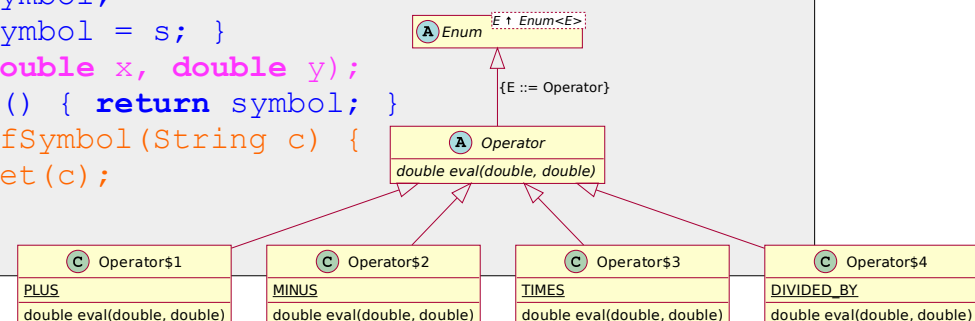 ymbol;
ymbol = s; }
ouble x, double y);
() { return symbol; }
fSymbol(String c) {
et(c);
A Enum
E ↑ Enum<E>
{E ::= Operator}
A Operator
double eval(double, double)
C Operator$1
PLUS
double eval(double, double)
C Operator$2
MINUS
double eval(double, double)
C Operator$3
TIMES
double eval(double, double)
C Operator$4
DIVIDED_BY
double eval(double, double)